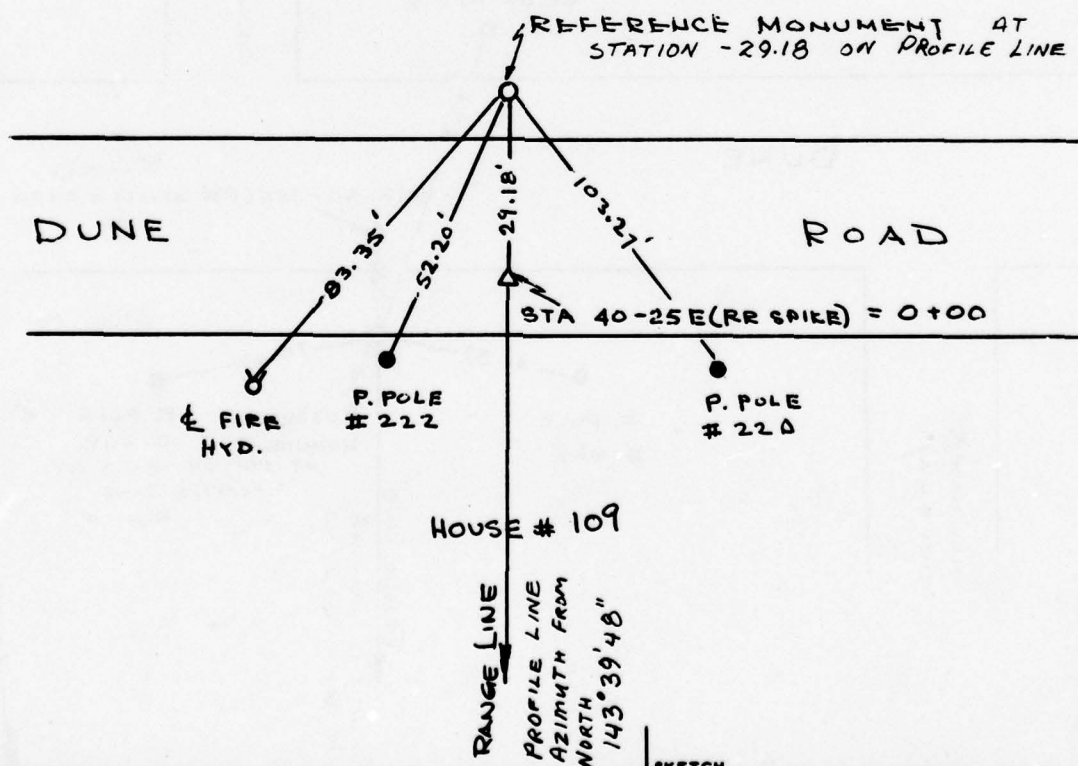 REFERENCE MONUMENT AT
STATION -29.18 ON PROFILE LINE
DUNE
ROAD
83.35'
52.20'
29.18'
103.27'
STA 40-25E (RR SPIKE) = 0+00
℄ FIRE
HYD.
P. POLE
# 222
P. POLE
# 220
HOUSE # 109
RANGE LINE
PROFILE LINE
AZIMUTH FROM
NORTH
143°39'48"
SKETCH